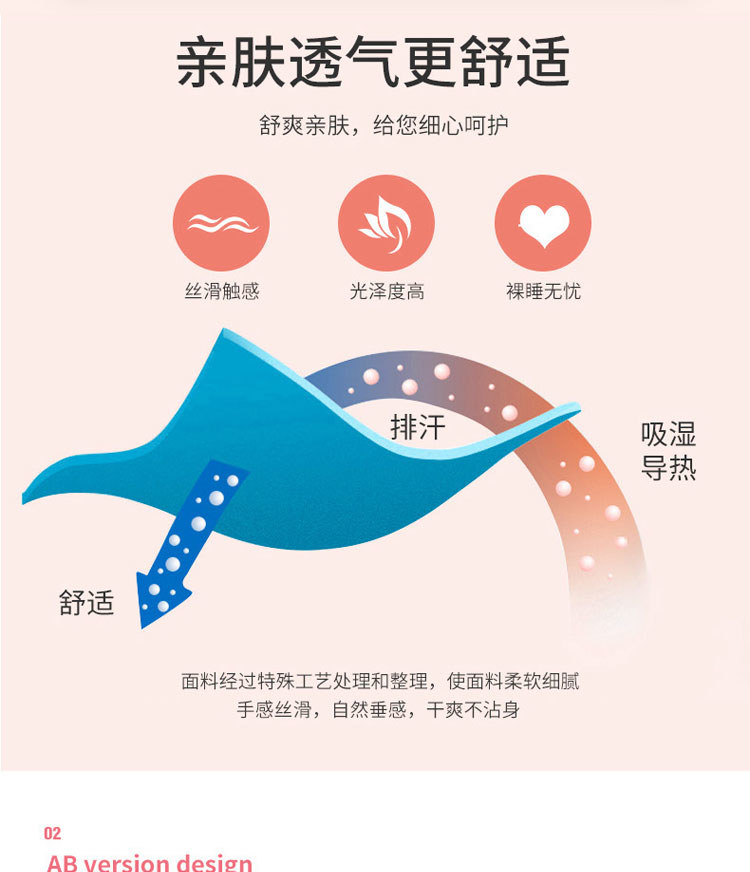 亲肤透气更舒适
舒爽亲肤，给您细心呵护
丝滑触感
光泽度高
裸睡无忧
排汗
吸湿
导热
舒适
面料经过特殊工艺处理和整理，使面料柔软细腻
手感丝滑，自然垂感，干爽不沾身
02
AB version design